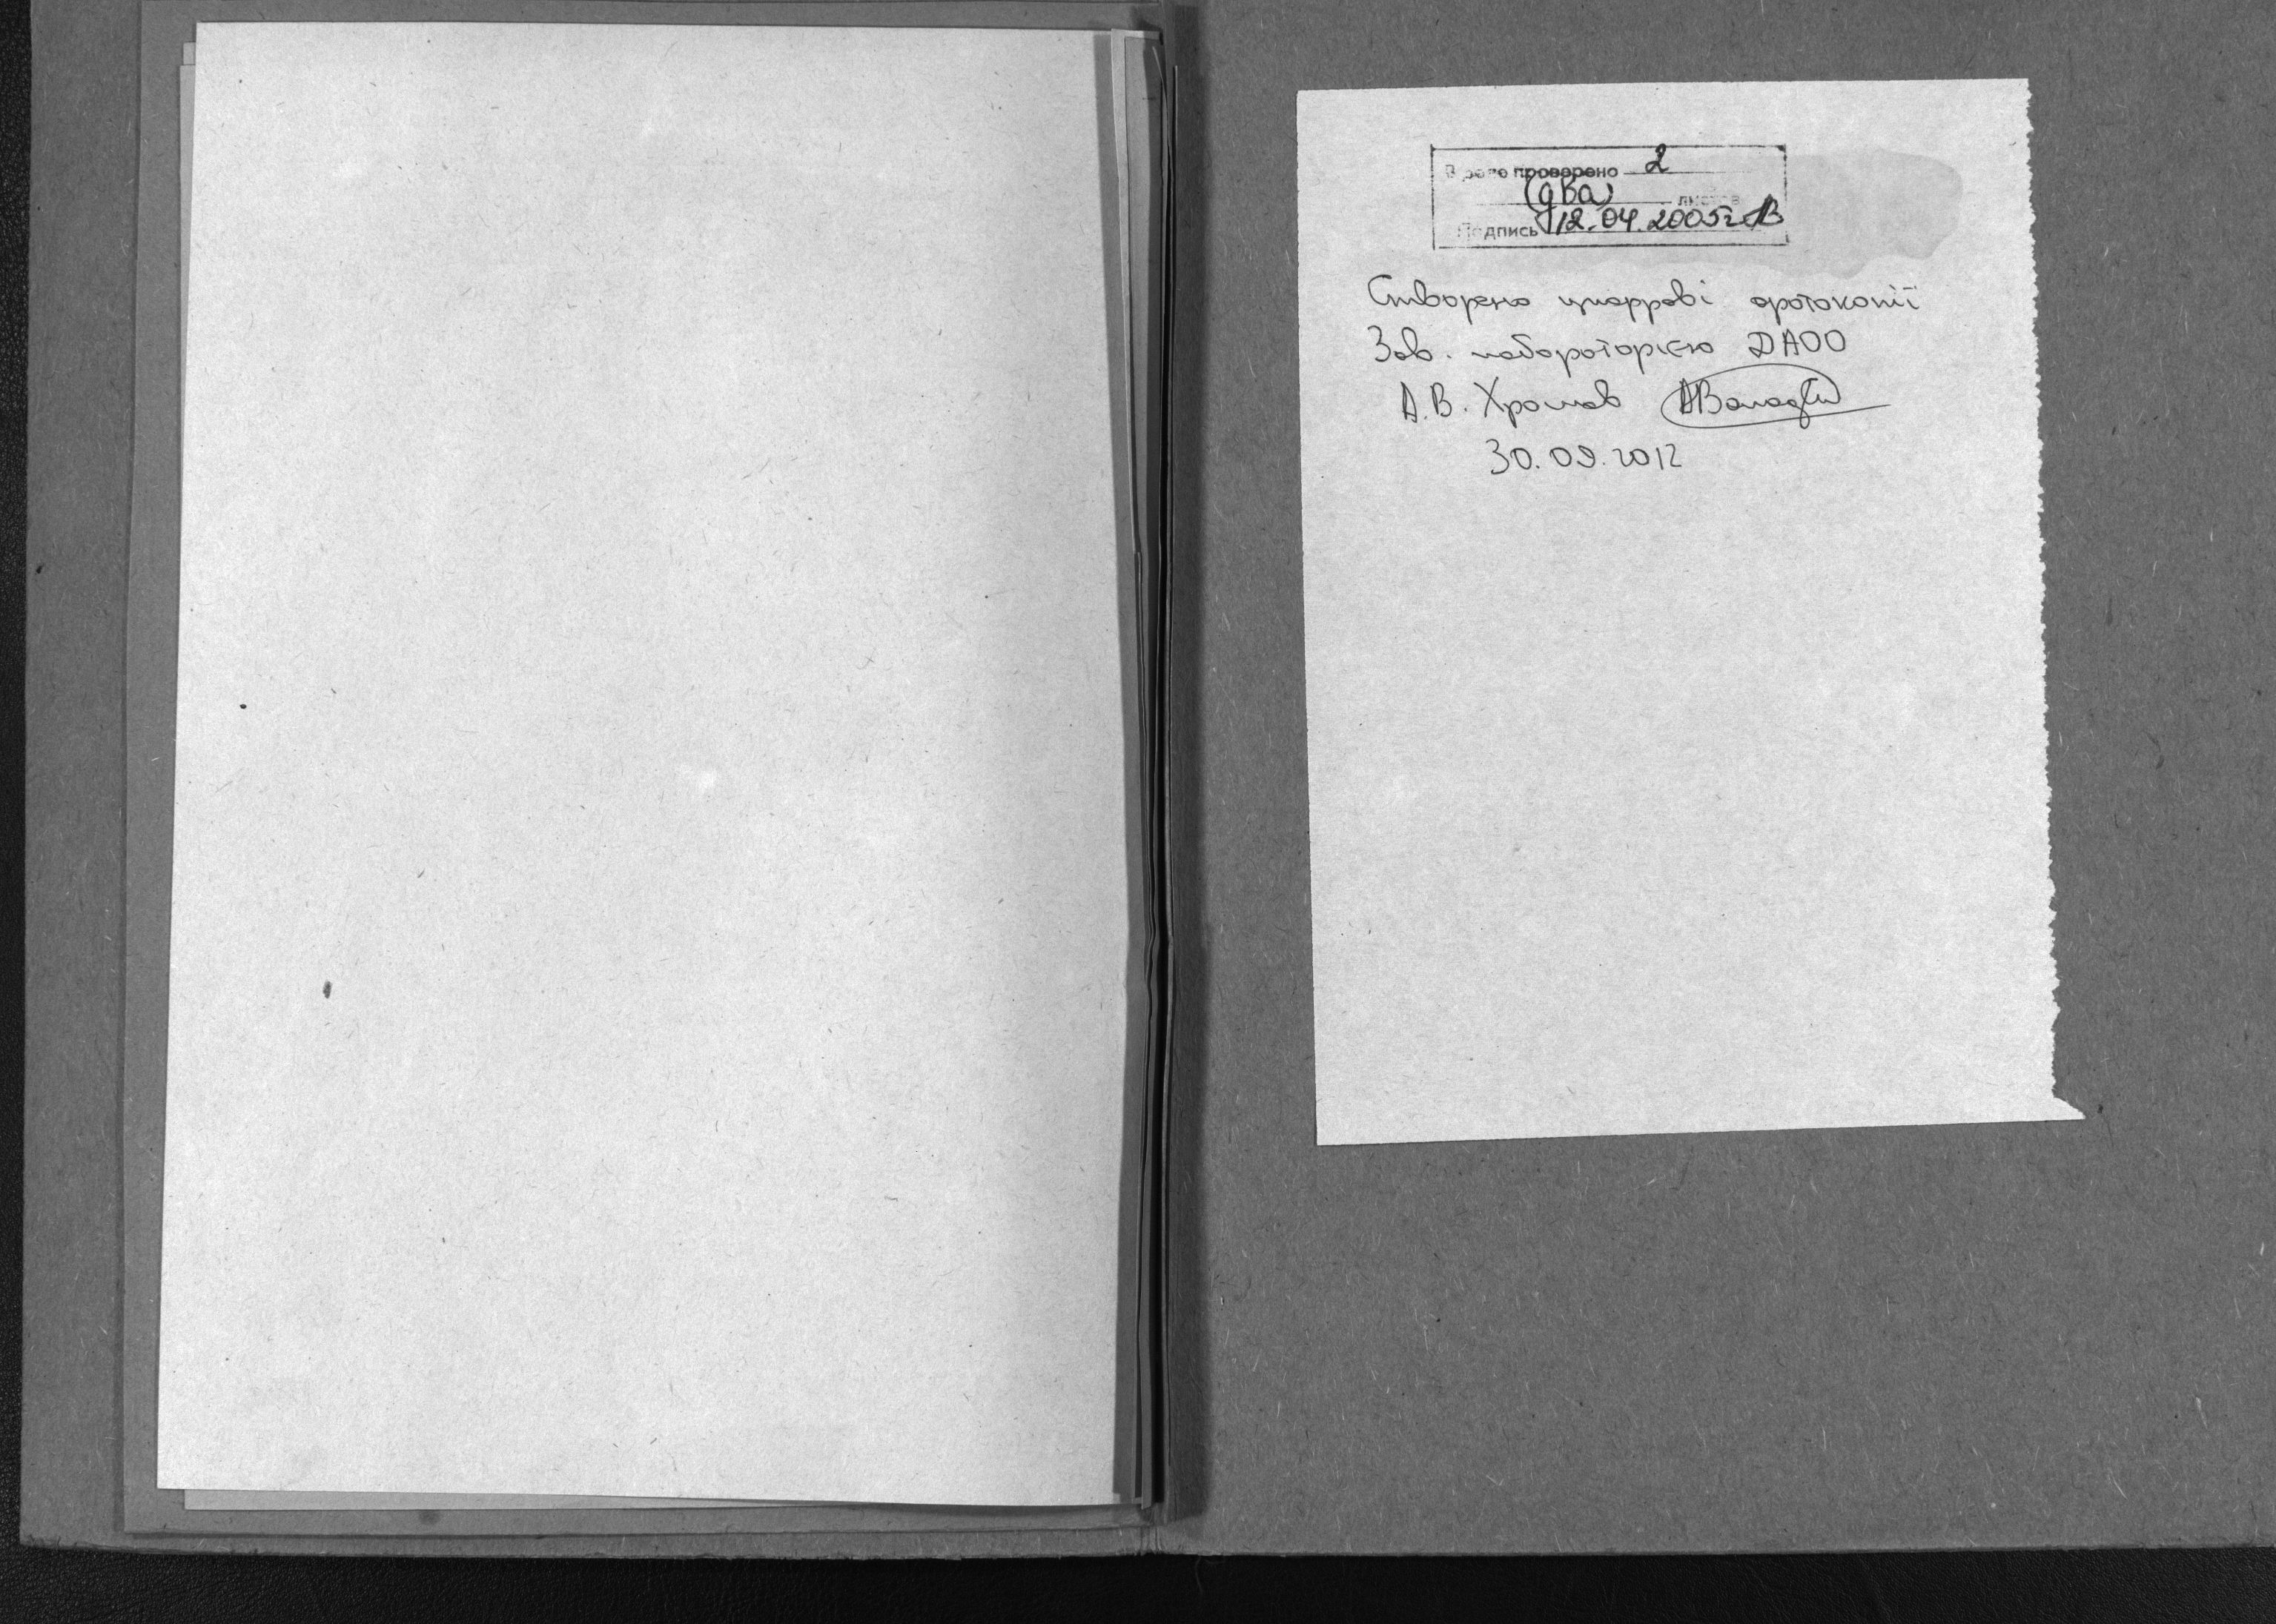 В деле проверено 2
(два) листов
Подпись 12.04.2005г
Створено цифрові фотокопії
Зав. лабораторією ДАОО
А.В. Хромов
30.09.2012